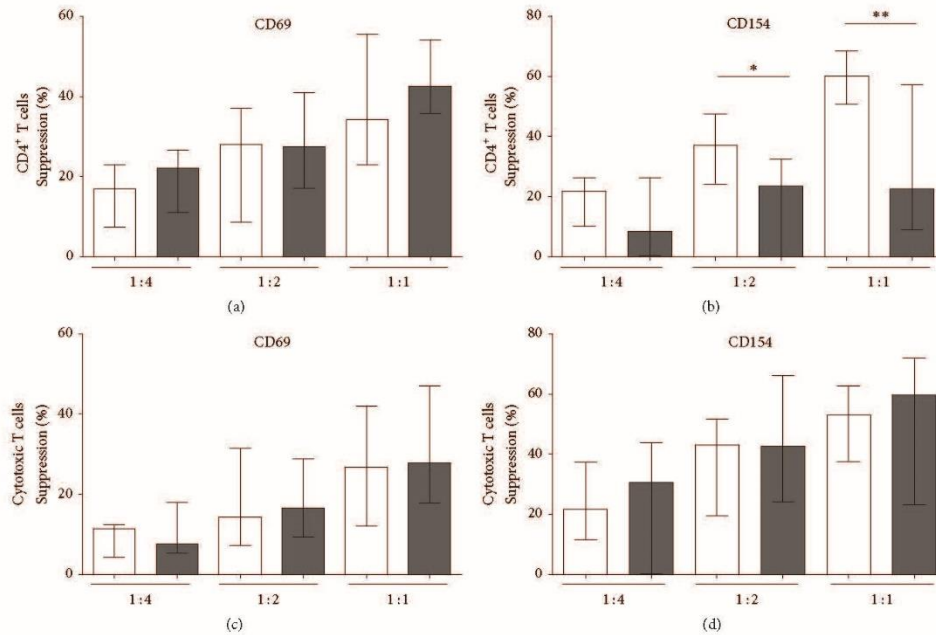 CD69
CD4⁺ T cells
Suppression (%)
60
40
20
0
1:4
1:2
1:1
(a)
CD154
CD4⁺ T cells
Suppression (%)
80
60
40
20
0
*
**
1:4
1:2
1:1
(b)
CD69
Cytotoxic T cells
Suppression (%)
60
40
20
0
1:4
1:2
1:1
(c)
CD154
Cytotoxic T cells
Suppression (%)
80
60
40
20
0
1:4
1:2
1:1
(d)